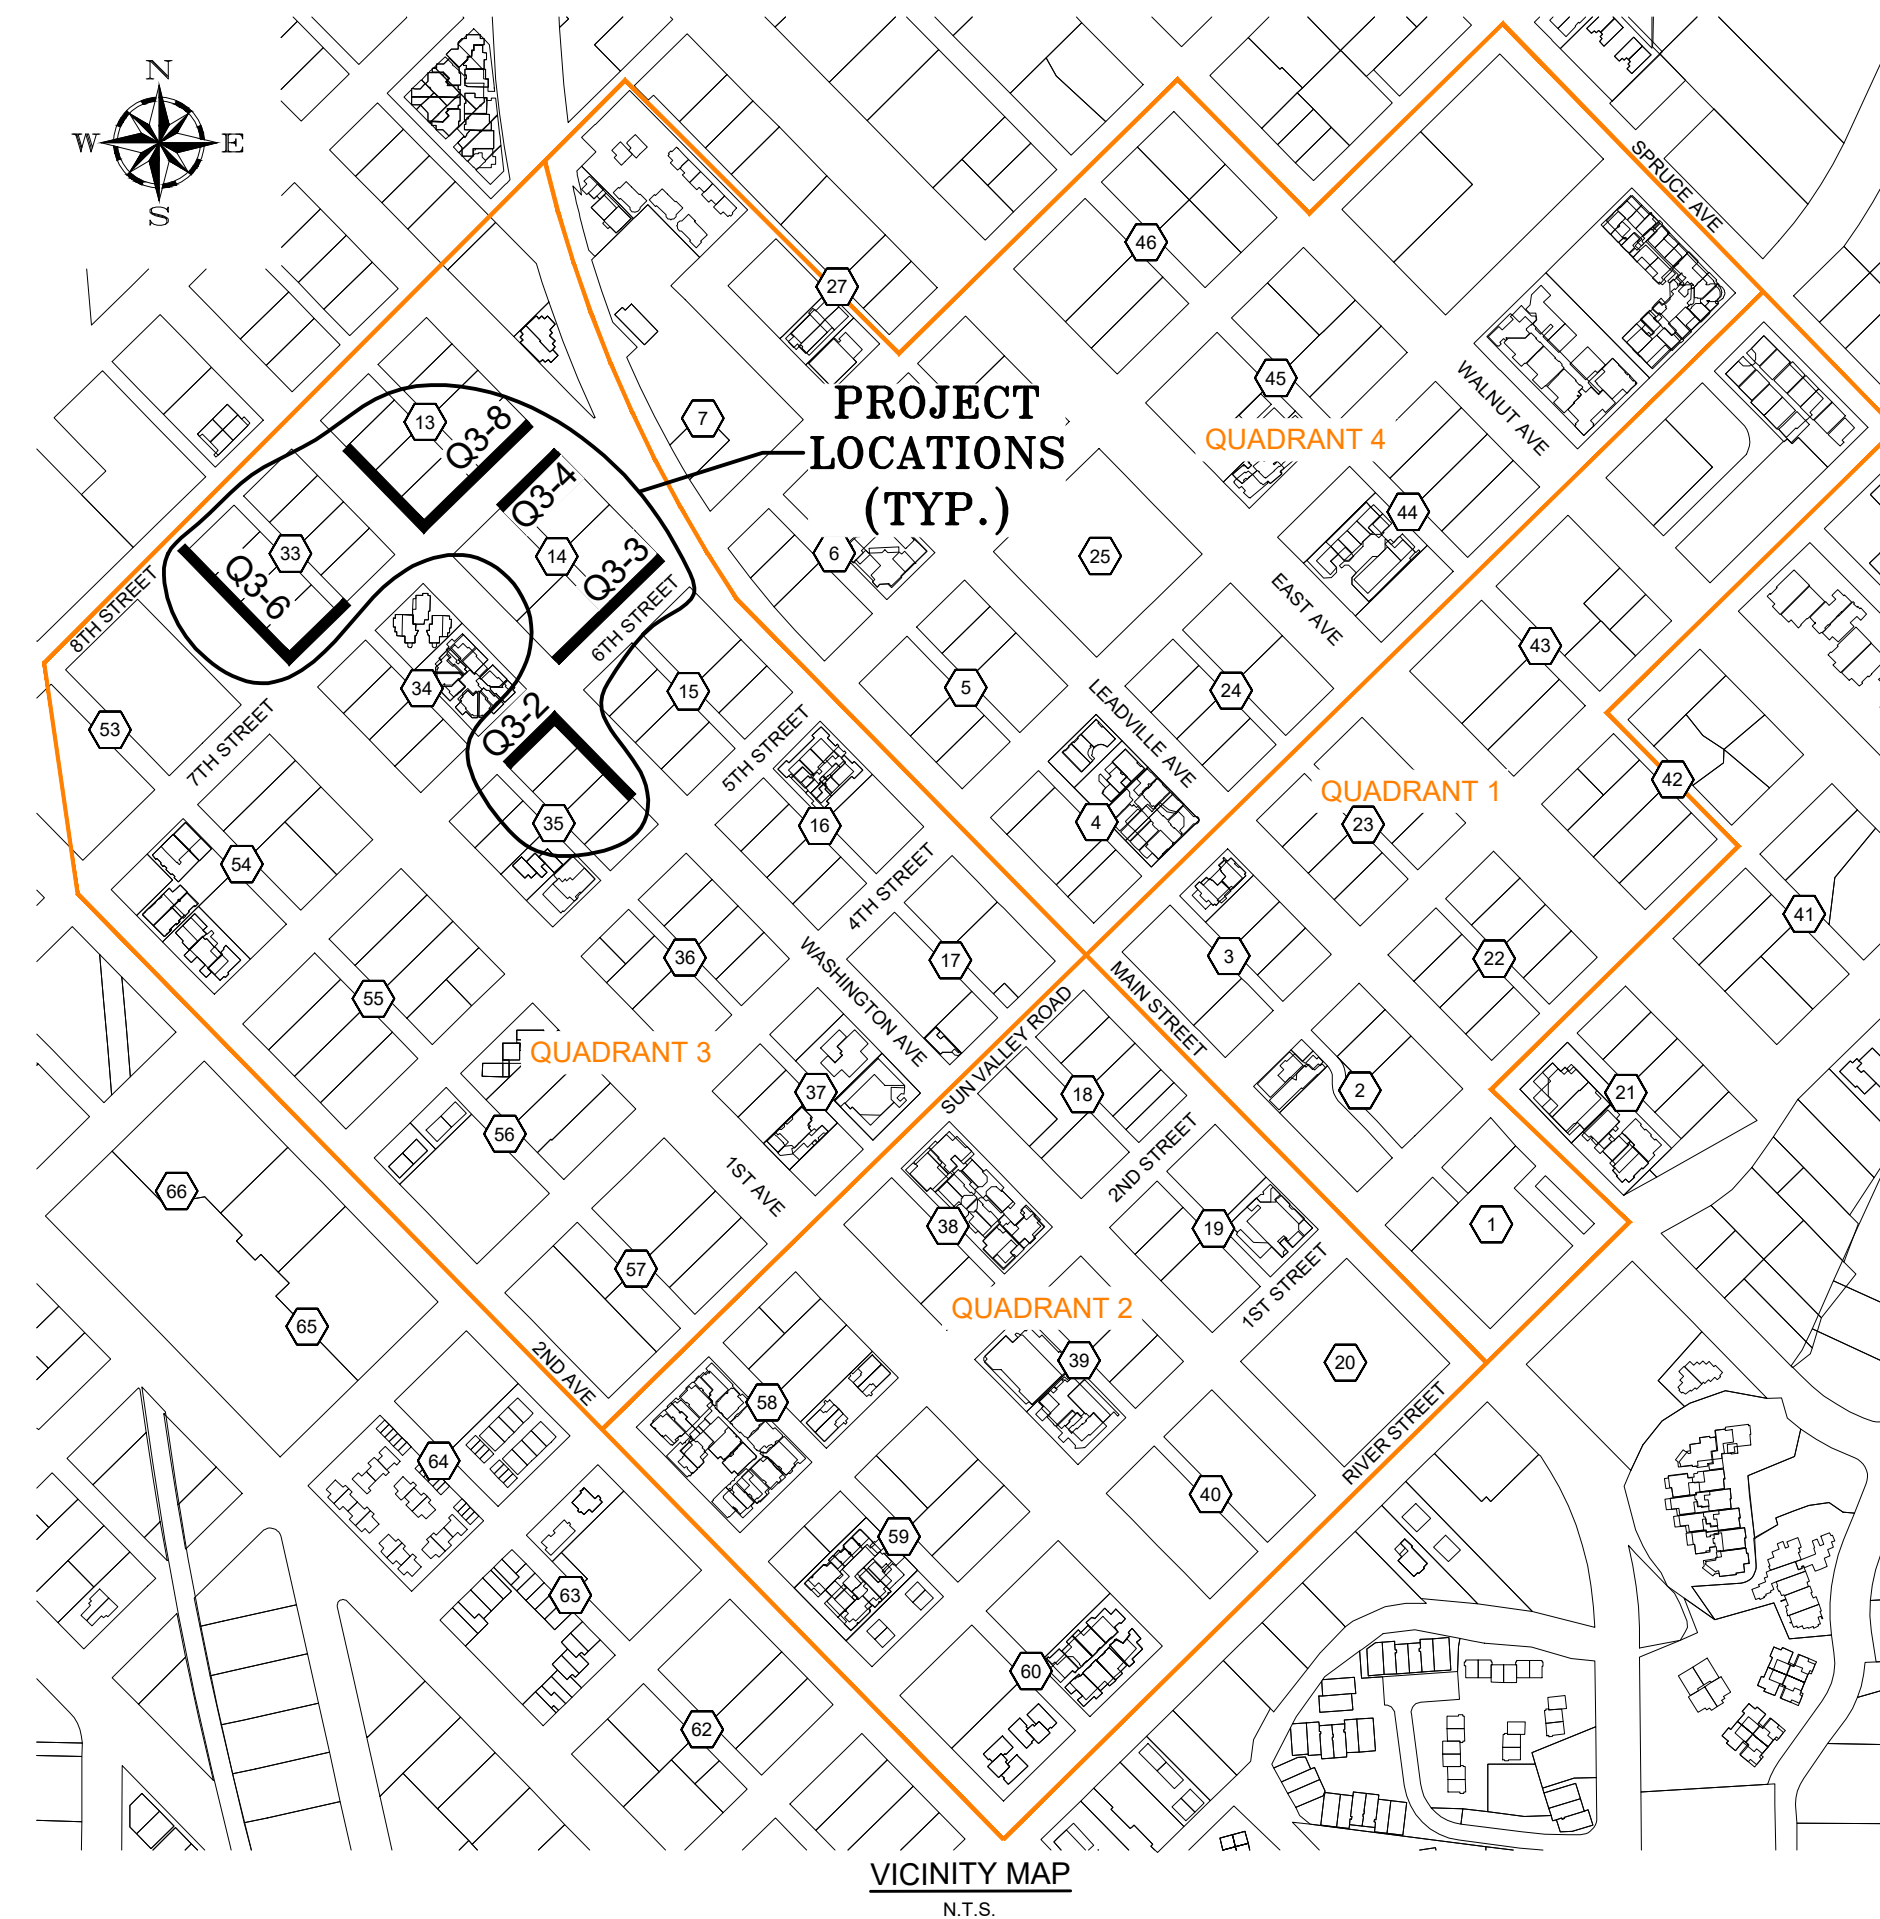 N
W E
S
SPRUCE AVE
46
27
45
7
PROJECT
LOCATIONS
(TYP.)
QUADRANT 4
WALNUT AVE
13
Q3-8
Q3-4
44
33
Q3-6
14
Q3-3
6
25
8TH STREET
6TH STREET
EAST AVE
43
34
15
5
24
LEADVILLE AVE
53
7TH STREET
Q3-2
5TH STREET
QUADRANT 1
42
35
16
4
23
54
4TH STREET
41
36
WASHINGTON AVE
17
3
22
55
MAIN STREET
SUN VALLEY ROAD
QUADRANT 3
37
18
2
21
56
2ND STREET
66
1ST AVE
38
19
1
57
1ST STREET
QUADRANT 2
65
2ND AVE
39
20
58
RIVER STREET
64
40
59
63
60
62
VICINITY MAP
N.T.S.